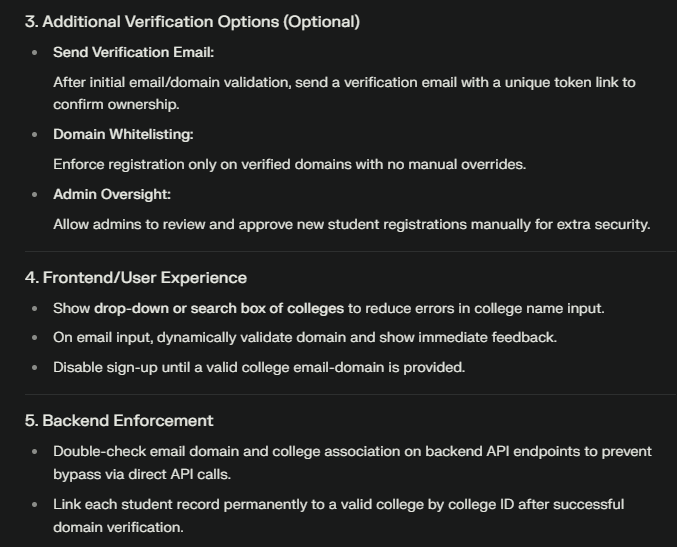 3. Additional Verification Options (Optional)
• Send Verification Email:
After initial email/domain validation, send a verification email with a unique token link to
confirm ownership.
• Domain Whitelisting:
Enforce registration only on verified domains with no manual overrides.
• Admin Oversight:
Allow admins to review and approve new student registrations manually for extra security.
4. Frontend/User Experience
• Show drop-down or search box of colleges to reduce errors in college name input.
• On email input, dynamically validate domain and show immediate feedback.
• Disable sign-up until a valid college email-domain is provided.
5. Backend Enforcement
• Double-check email domain and college association on backend API endpoints to prevent
bypass via direct API calls.
• Link each student record permanently to a valid college by college ID after successful
domain verification.